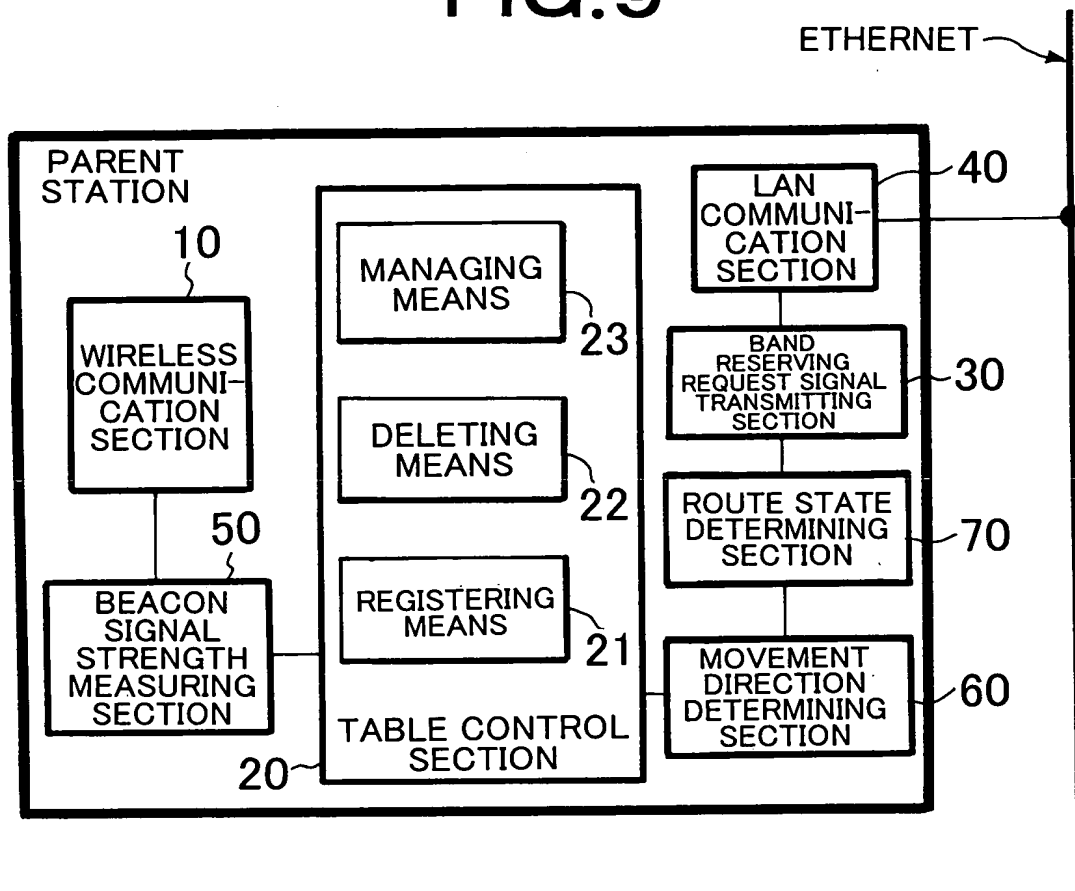 FIG.9
ETHERNET
PARENT
STATION
10
WIRELESS
COMMUNI-
CATION
SECTION
50
BEACON
SIGNAL
STRENGTH
MEASURING
SECTION
MANAGING
MEANS
23
DELETING
MEANS
22
REGISTERING
MEANS
21
TABLE CONTROL
SECTION
20
LAN
COMMUNI-
CATION
SECTION
40
BAND
RESERVING
REQUEST SIGNAL
TRANSMITTING
SECTION
30
ROUTE STATE
DETERMINING
SECTION
70
MOVEMENT
DIRECTION
DETERMINING
SECTION
60